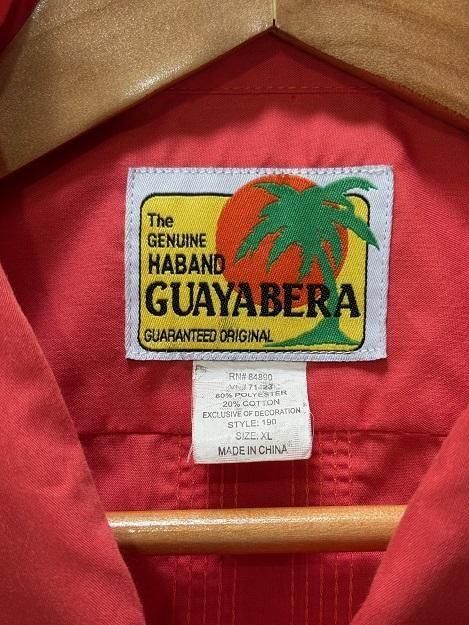 The
GENUINE
HABAND
GUAYABERA
GUARANTEED ORIGINAL
RN# 84890
80% POLYESTER
20% COTTON
EXCLUSIVE OF DECORATION
STYLE: 190
SIZE: XL
MADE IN CHINA